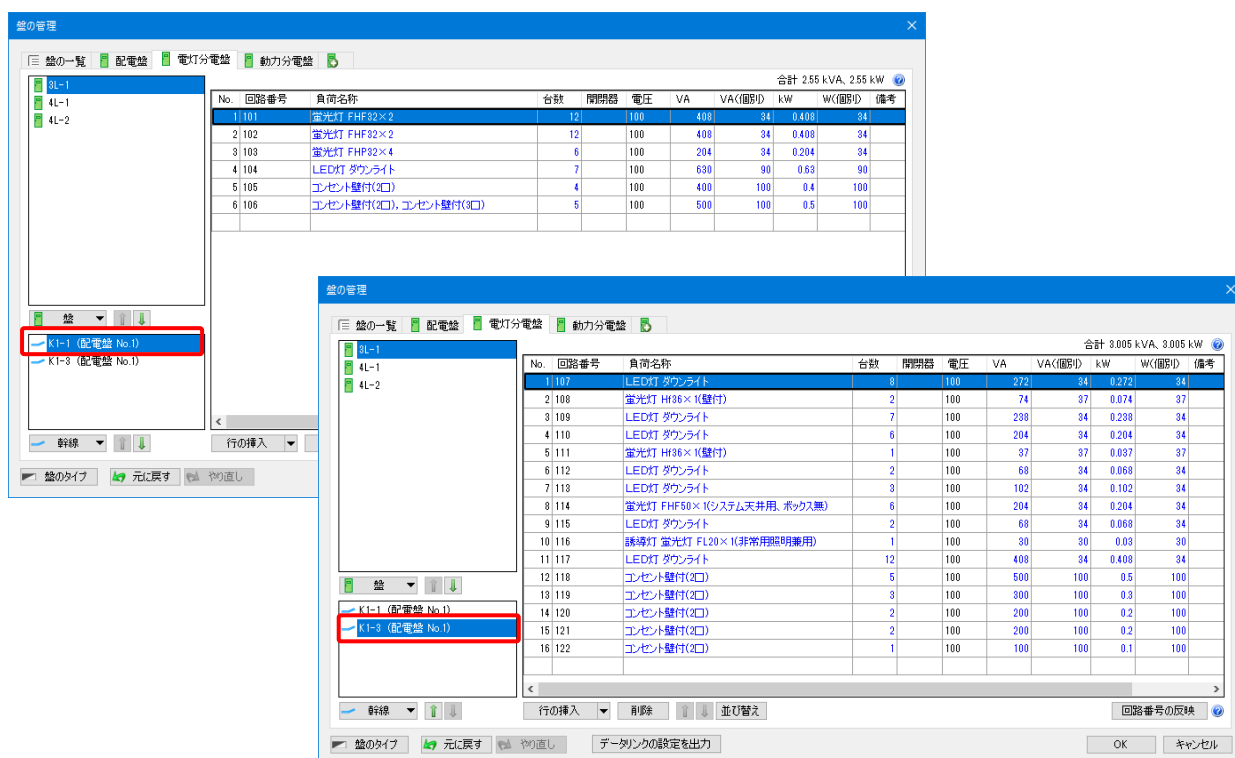 盤の管理
盤の一覧 配電盤 電灯分電盤 動力分電盤
合計 2.55 kVA、2.55 kW
3L-1
4L-1
4L-2
No. 回路番号 負荷名称 台数 開閉器 電圧 VA VA(個別) kW W(個別) 備考
1 101 蛍光灯 FHF32×2 12 100 408 34 0.408 34
2 102 蛍光灯 FHF32×2 12 100 408 34 0.408 34
3 103 蛍光灯 FHP32×4 6 100 204 34 0.204 34
4 104 LED灯 ダウンライト 7 100 630 90 0.63 90
5 105 コンセント壁付(2口) 4 100 400 100 0.4 100
6 106 コンセント壁付(2口), コンセント壁付(3口) 5 100 500 100 0.5 100
盤
K1-1 (配電盤 No.1)
K1-3 (配電盤 No.1)
幹線 行の挿入
盤のタイプ 元に戻す やり直し
盤の管理
盤の一覧 配電盤 電灯分電盤 動力分電盤
合計 3.005 kVA、3.005 kW
3L-1
4L-1
4L-2
No. 回路番号 負荷名称 台数 開閉器 電圧 VA VA(個別) kW W(個別) 備考
1 107 LED灯 ダウンライト 8 100 272 34 0.272 34
2 108 蛍光灯 Hf36×1(壁付) 2 100 74 37 0.074 37
3 109 LED灯 ダウンライト 7 100 238 34 0.238 34
4 110 LED灯 ダウンライト 6 100 204 34 0.204 34
5 111 蛍光灯 Hf36×1(壁付) 1 100 37 37 0.037 37
6 112 LED灯 ダウンライト 2 100 68 34 0.068 34
7 113 LED灯 ダウンライト 3 100 102 34 0.102 34
8 114 蛍光灯 FHF50×1(システム天井用、ボックス無) 6 100 204 34 0.204 34
9 115 LED灯 ダウンライト 2 100 68 34 0.068 34
10 116 誘導灯 蛍光灯 FL20×1(非常用照明兼用) 1 100 30 30 0.03 30
11 117 LED灯 ダウンライト 12 100 408 34 0.408 34
12 118 コンセント壁付(2口) 5 100 500 100 0.5 100
13 119 コンセント壁付(2口) 3 100 300 100 0.3 100
14 120 コンセント壁付(2口) 2 100 200 100 0.2 100
15 121 コンセント壁付(2口) 2 100 200 100 0.2 100
16 122 コンセント壁付(2口) 1 100 100 100 0.1 100
盤
K1-1 (配電盤 No.1)
K1-3 (配電盤 No.1)
幹線 行の挿入 削除 並び替え 回路番号の反映
盤のタイプ 元に戻す やり直し データリンクの設定を出力 OK キャンセル